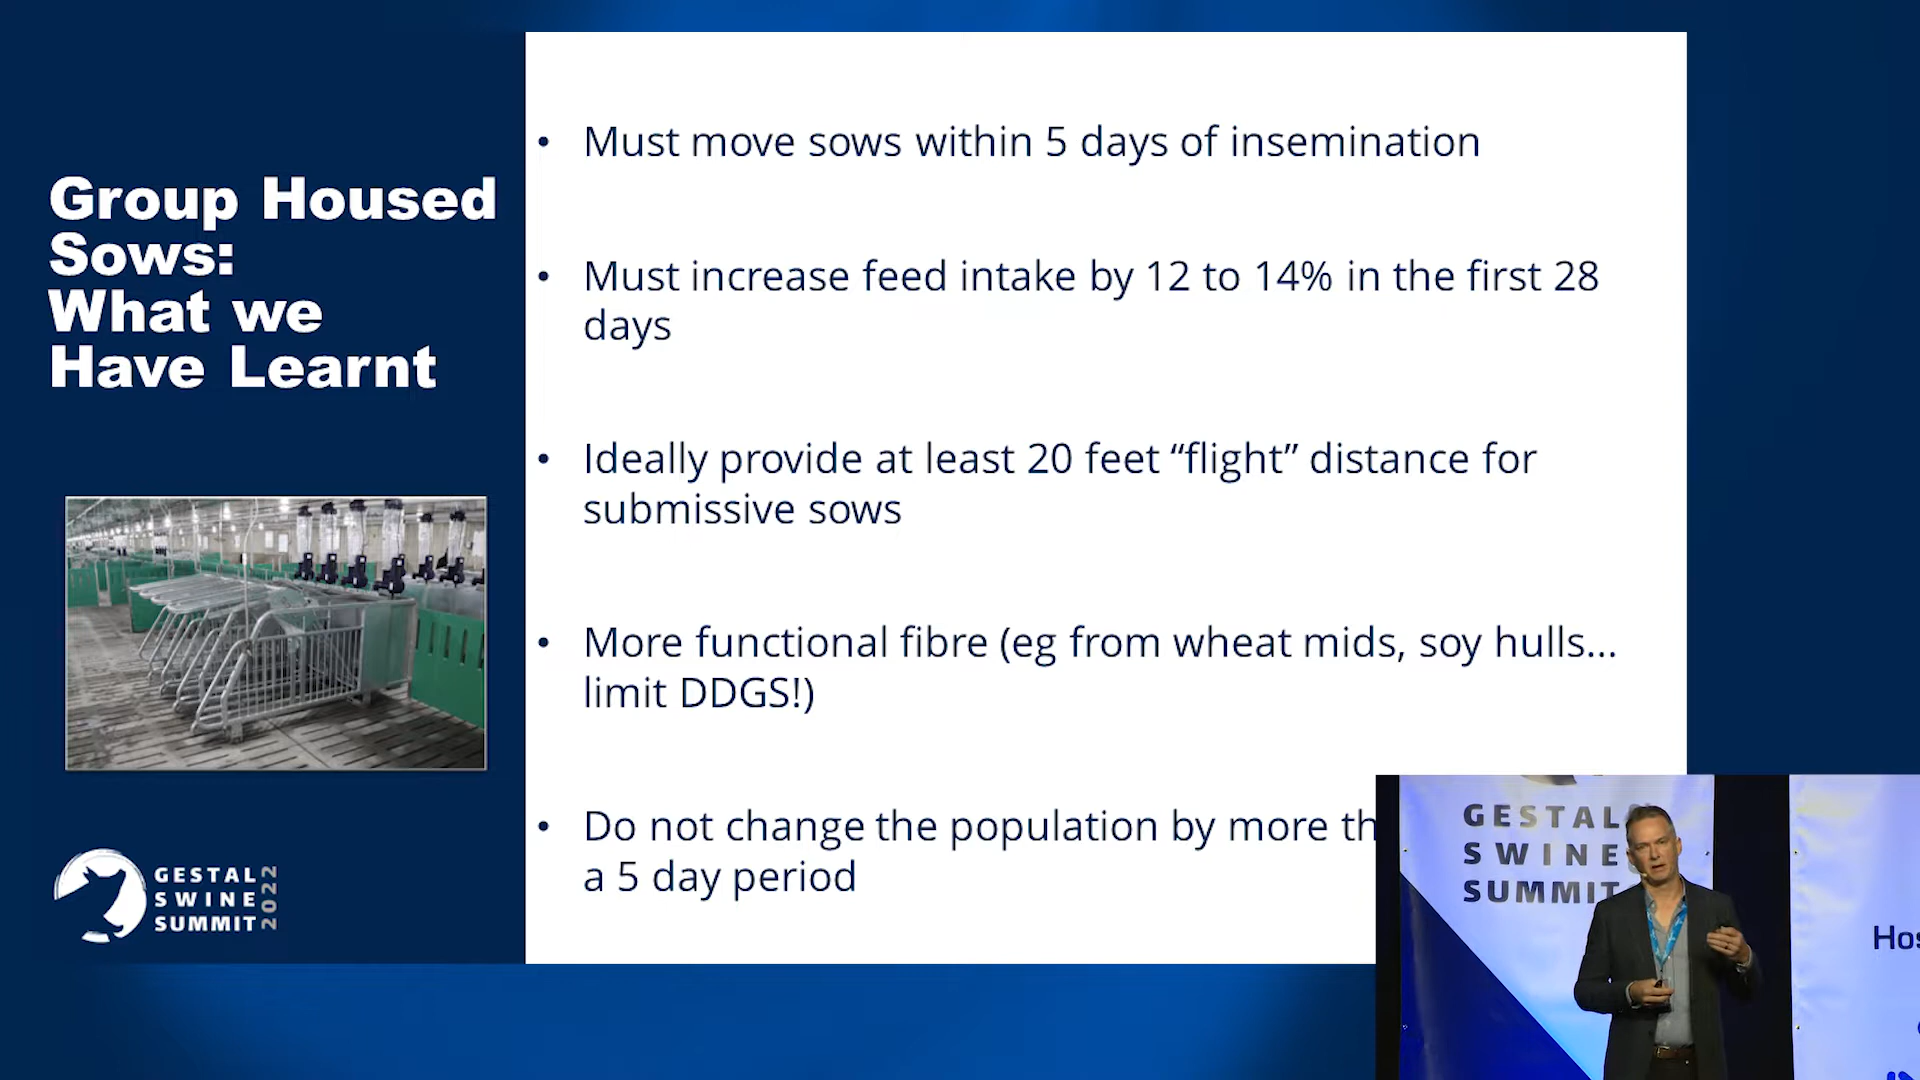 Group Housed
Sows:
What we
Have Learnt
• Must move sows within 5 days of insemination
• Must increase feed intake by 12 to 14% in the first 28
days
• Ideally provide at least 20 feet “flight” distance for
submissive sows
• More functional fibre (eg from wheat mids, soy hulls...
limit DDGS!)
• Do not change the population by more th
a 5 day period
GESTAL
SWINE
SUMMIT
2022
GESTAL
SWINE
SUMMIT
Hos